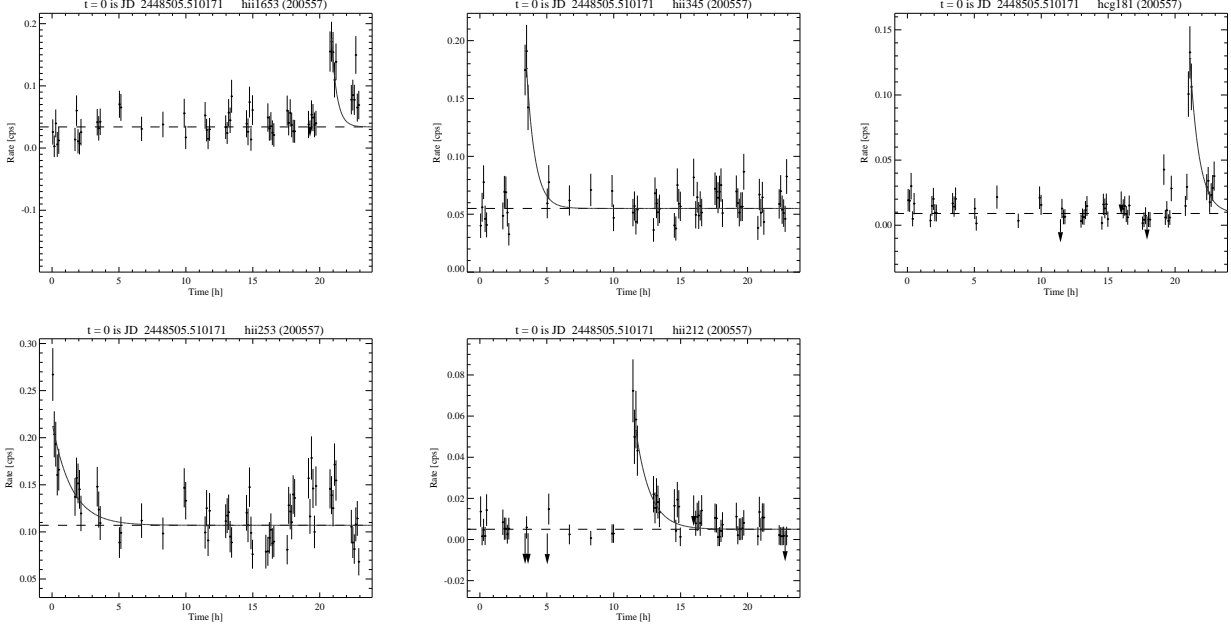 t = 0 is JD 2448505.510171 hii1653 (200557)
0.2
0.1
0.0
-0.1
Rate [cps]
0 5 10 15 20
Time [h]
t = 0 is JD 2448505.510171 hii345 (200557)
0.20
0.15
0.10
0.05
0.00
Rate [cps]
0 5 10 15 20
Time [h]
t = 0 is JD 2448505.510171 hcg181 (200557)
0.15
0.10
0.05
0.00
Rate [cps]
0 5 10 15 20
Time [h]
t = 0 is JD 2448505.510171 hii253 (200557)
0.30
0.25
0.20
0.15
0.10
0.05
Rate [cps]
0 5 10 15 20
Time [h]
t = 0 is JD 2448505.510171 hii212 (200557)
0.08
0.06
0.04
0.02
0.00
-0.02
Rate [cps]
0 5 10 15 20
Time [h]